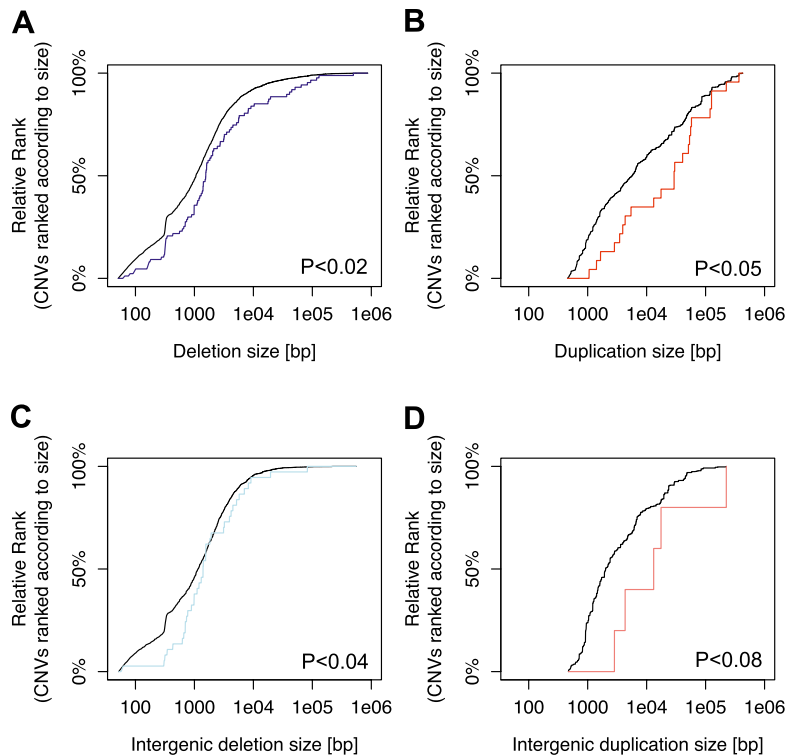 A
Relative Rank
(CNVs ranked according to size)
100%
50%
0%
P<0.02
100
1000
1e04
1e05
1e06
Deletion size [bp]
B
Relative Rank
(CNVs ranked according to size)
100%
50%
0%
P<0.05
100
1000
1e04
1e05
1e06
Duplication size [bp]
C
Relative Rank
(CNVs ranked according to size)
100%
50%
0%
P<0.04
100
1000
1e04
1e05
1e06
Intergenic deletion size [bp]
D
Relative Rank
(CNVs ranked according to size)
100%
50%
0%
P<0.08
100
1000
1e04
1e05
1e06
Intergenic duplication size [bp]